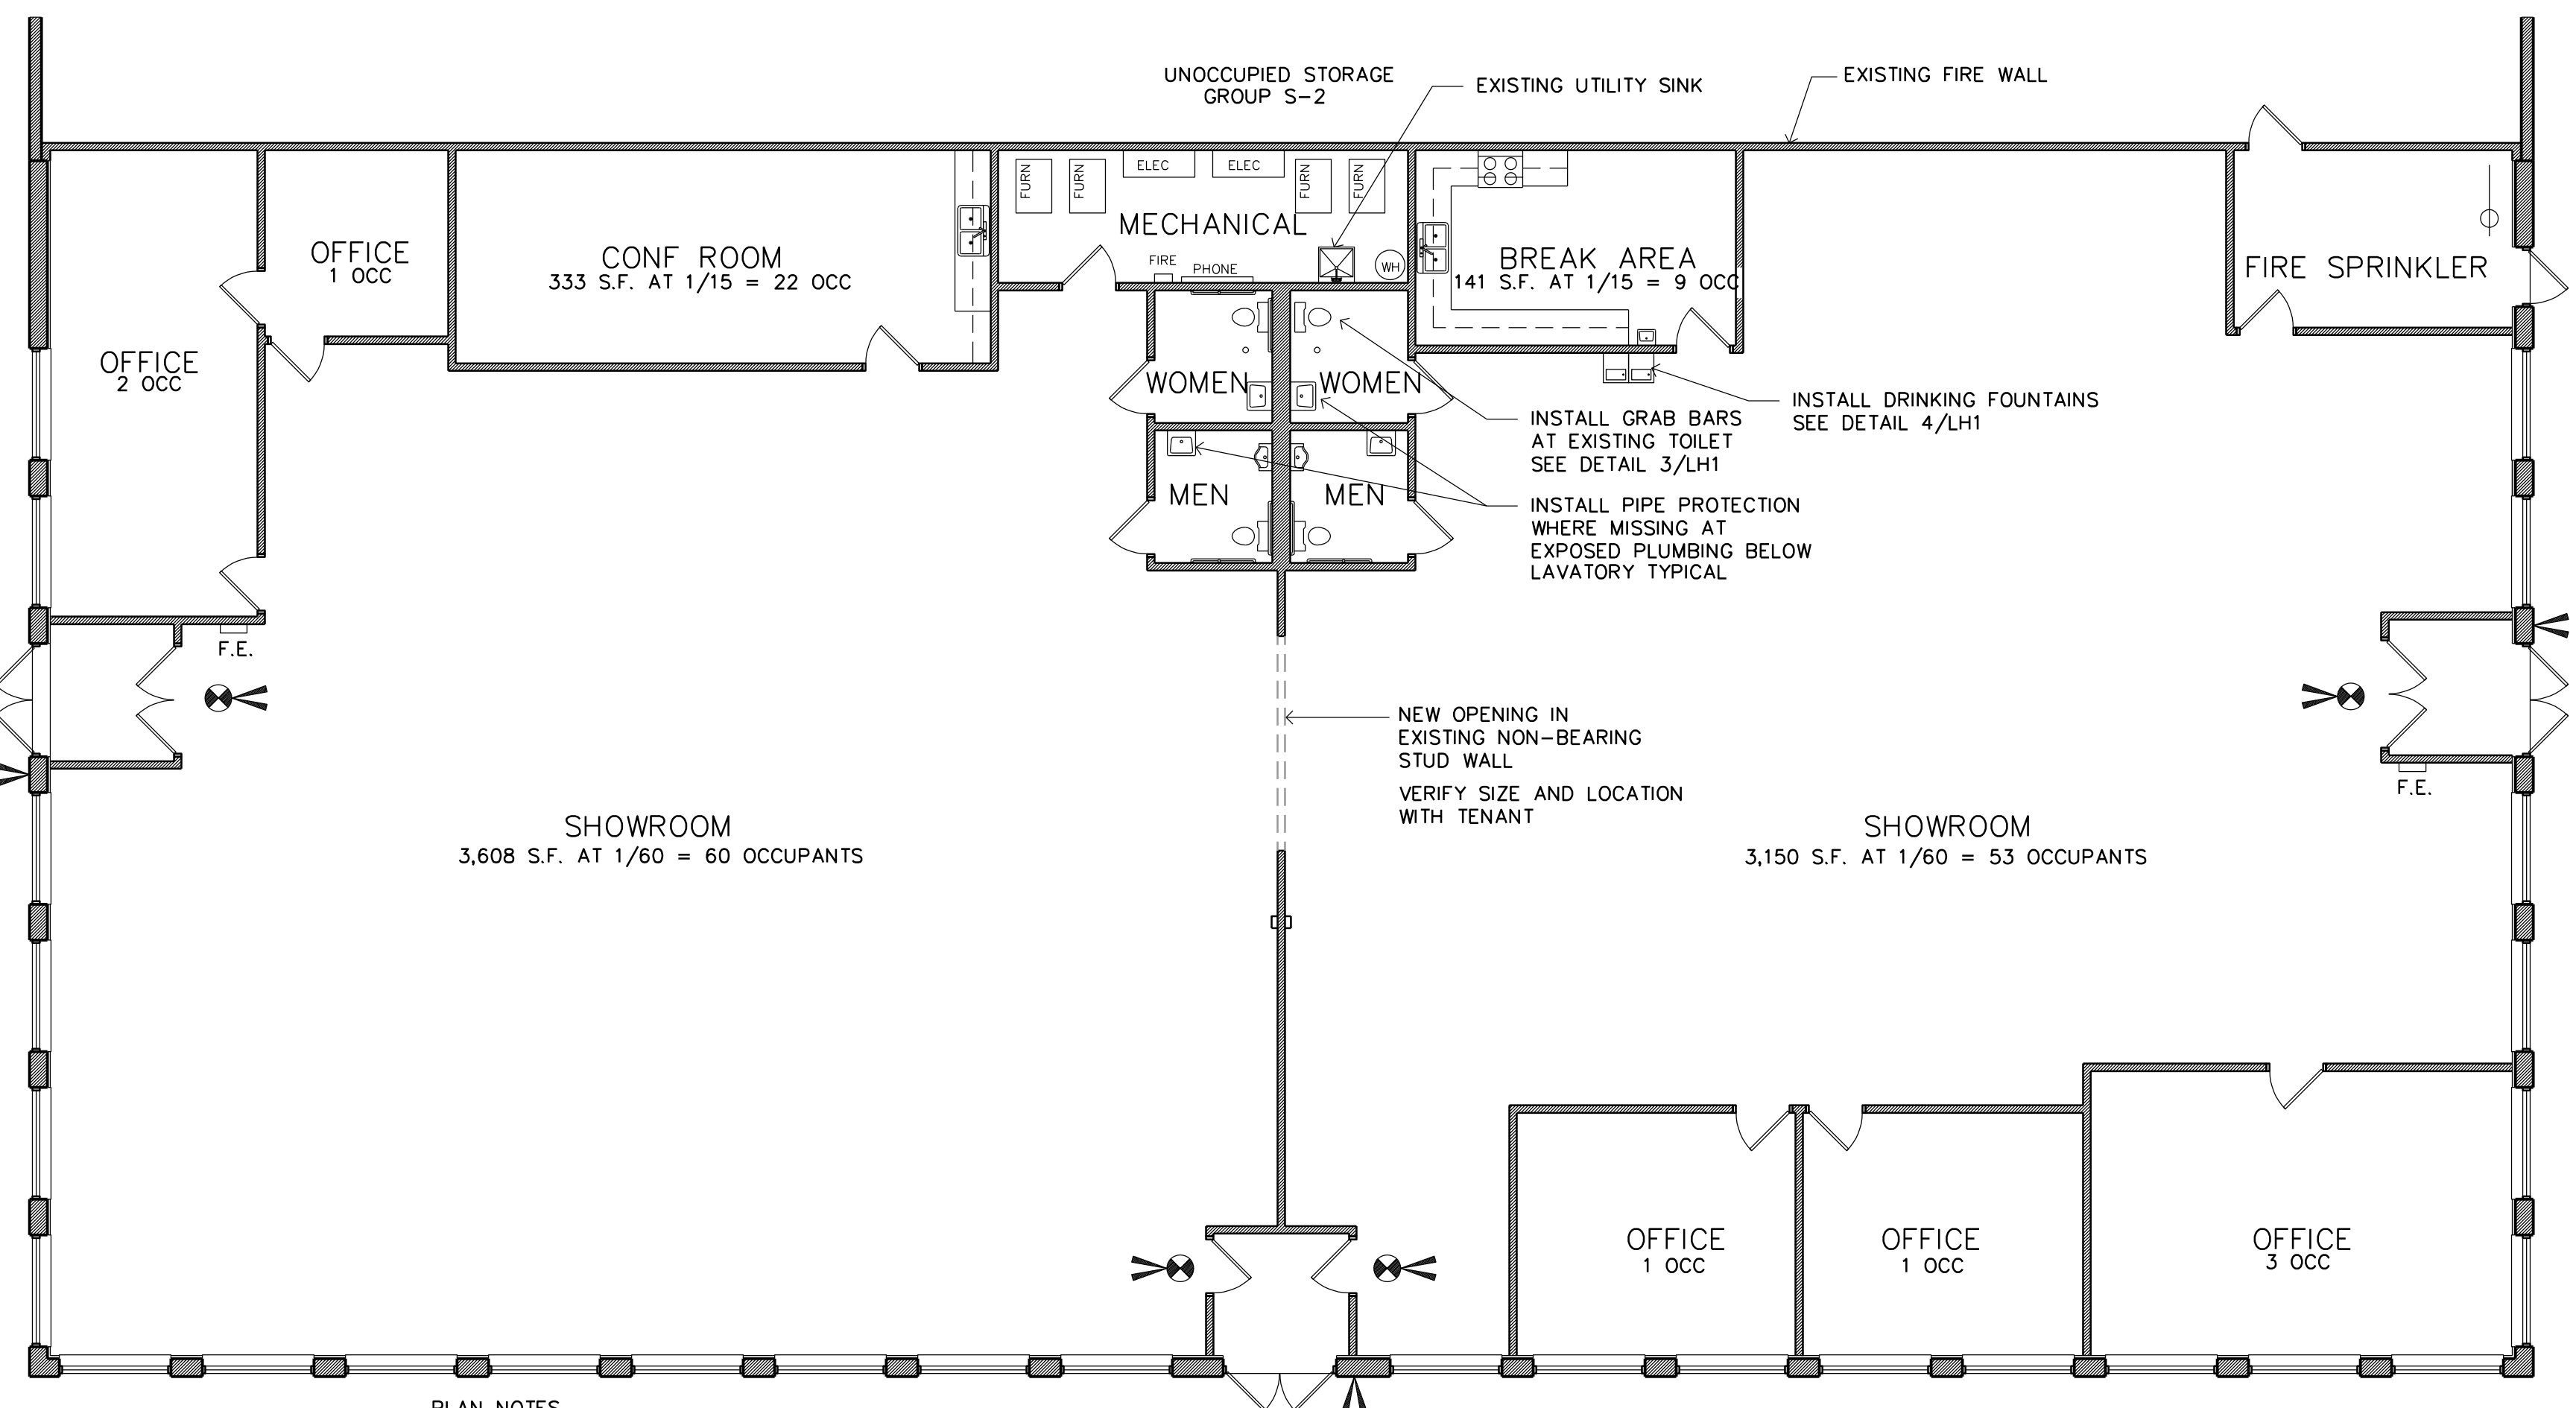 UNOCCUPIED STORAGE
GROUP S-2
EXISTING UTILITY SINK
EXISTING FIRE WALL
FURN
FURN
ELEC
ELEC
FURN
FURN
MECHANICAL
FIRE
PHONE
WH
OFFICE
1 OCC
CONF ROOM
333 S.F. AT 1/15 = 22 OCC
BREAK AREA
141 S.F. AT 1/15 = 9 OCC
FIRE SPRINKLER
OFFICE
2 OCC
WOMEN
WOMEN
MEN
MEN
INSTALL DRINKING FOUNTAINS
SEE DETAIL 4/LH1
INSTALL GRAB BARS
AT EXISTING TOILET
SEE DETAIL 3/LH1
INSTALL PIPE PROTECTION
WHERE MISSING AT
EXPOSED PLUMBING BELOW
LAVATORY TYPICAL
F.E.
NEW OPENING IN
EXISTING NON-BEARING
STUD WALL
VERIFY SIZE AND LOCATION
WITH TENANT
F.E.
SHOWROOM
3,608 S.F. AT 1/60 = 60 OCCUPANTS
SHOWROOM
3,150 S.F. AT 1/60 = 53 OCCUPANTS
OFFICE
1 OCC
OFFICE
1 OCC
OFFICE
3 OCC
PLAN NOTES